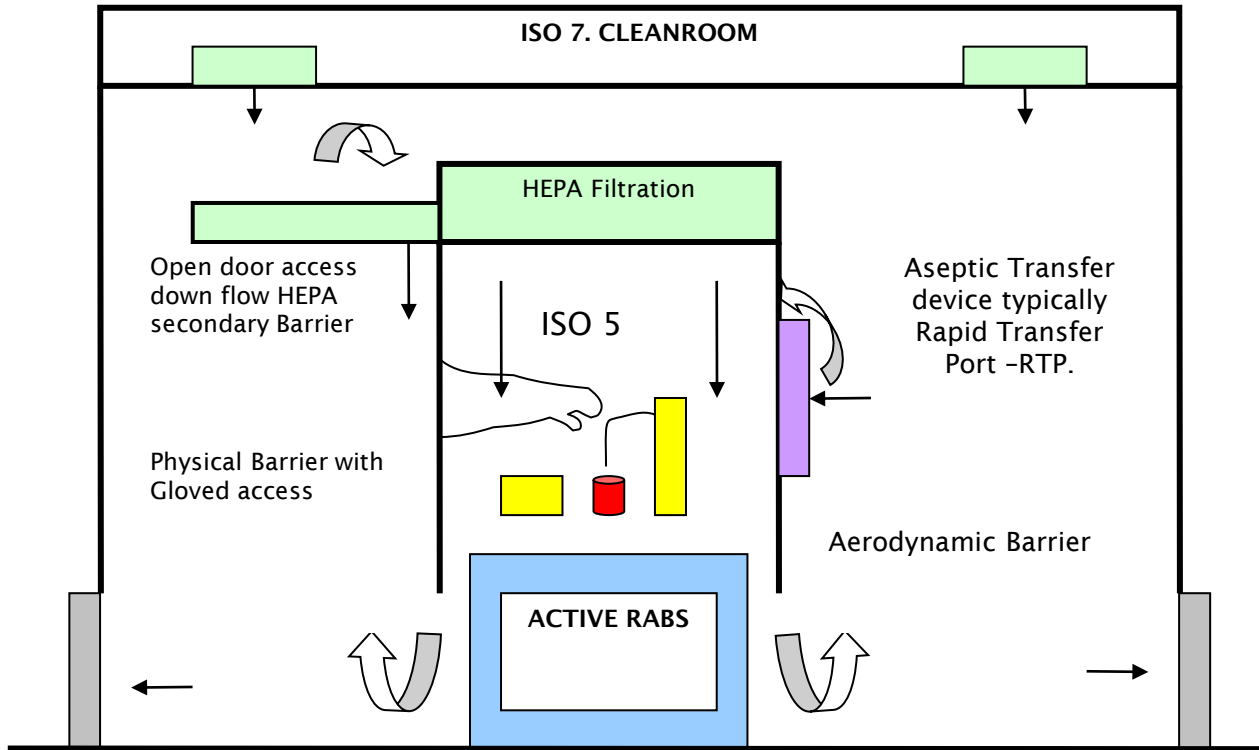 ISO 7. CLEANROOM
HEPA Filtration
Open door access
down flow HEPA
secondary Barrier
ISO 5
Aseptic Transfer
device typically
Rapid Transfer
Port –RTP.
Physical Barrier with
Gloved access
Aerodynamic Barrier
ACTIVE RABS